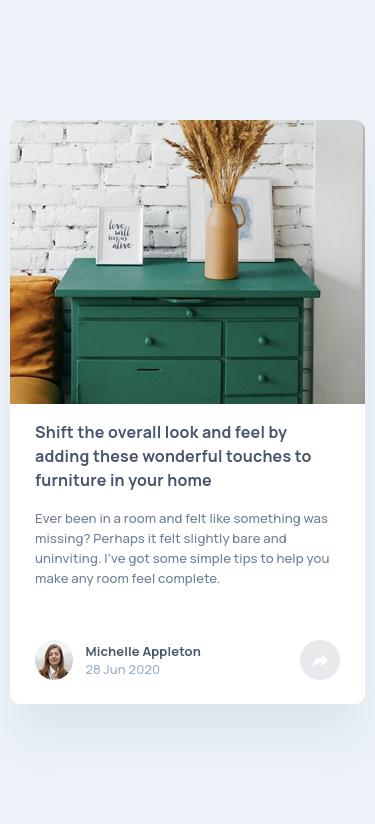 love
will
keep us
alive
Shift the overall look and feel by
adding these wonderful touches to
furniture in your home
Ever been in a room and felt like something was
missing? Perhaps it felt slightly bare and
uninviting. I've got some simple tips to help you
make any room feel complete.
Michelle Appleton
28 Jun 2020